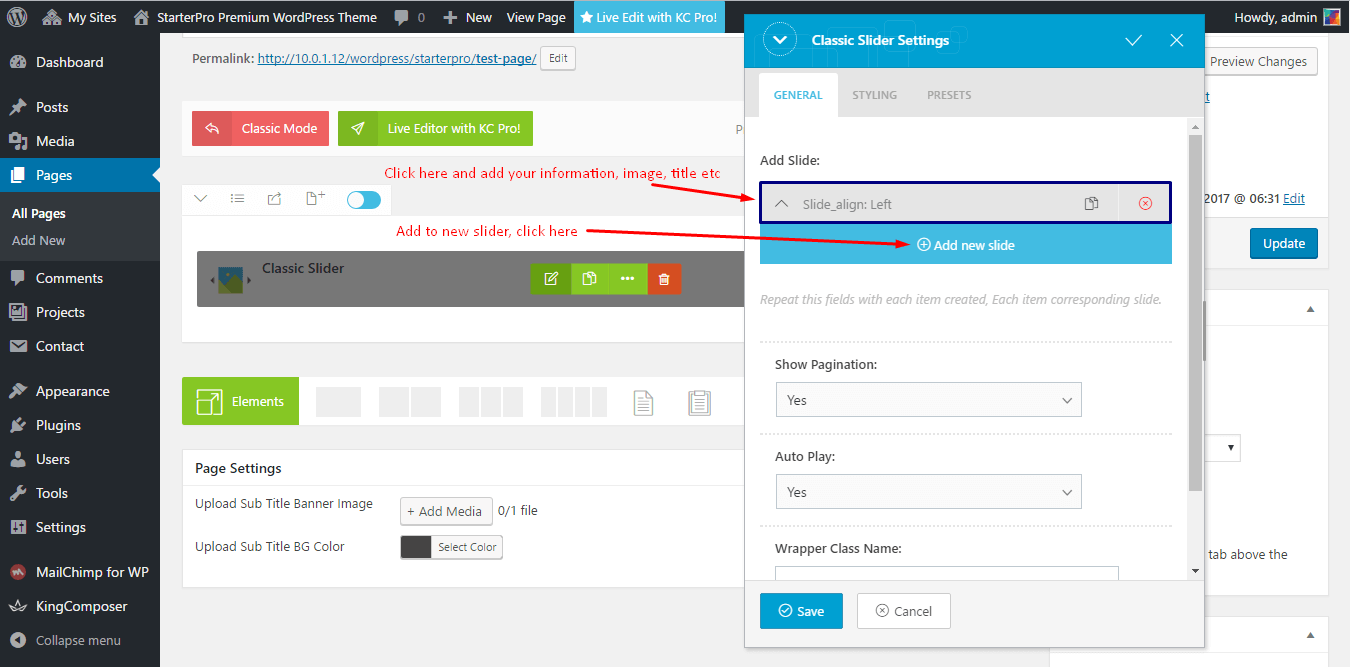 My Sites
StarterPro Premium WordPress Theme
0
New
View Page
Live Edit with KC Pro!
Howdy, admin
Dashboard
Posts
Media
Pages
All Pages
Add New
Comments
Projects
Contact
Appearance
Plugins
Users
Tools
Settings
MailChimp for WP
KingComposer
Collapse menu
Permalink: http://10.0.1.12/wordpress/starterpro/test-page/ Edit
Classic Mode
Live Editor with KC Pro!
P
Click here and add your information, image, title etc
Add to new slider, click here
Classic Slider
Elements
Page Settings
Upload Sub Title Banner Image
+ Add Media
0/1 file
Upload Sub Title BG Color
Select Color
Classic Slider Settings
GENERAL
STYLING
PRESETS
Add Slide:
Slide_align: Left
Add new slide
Repeat this fields with each item created, Each item corresponding slide.
Show Pagination:
Yes
Auto Play:
Yes
Wrapper Class Name:
Save
Cancel
Preview Changes
t
2017 @ 06:31 Edit
Update
tab above the